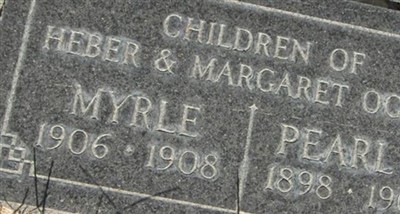 CHILDREN OF
HEBER & MARGARET
MYRLE
1906 · 1908
PEARL
1898 ·